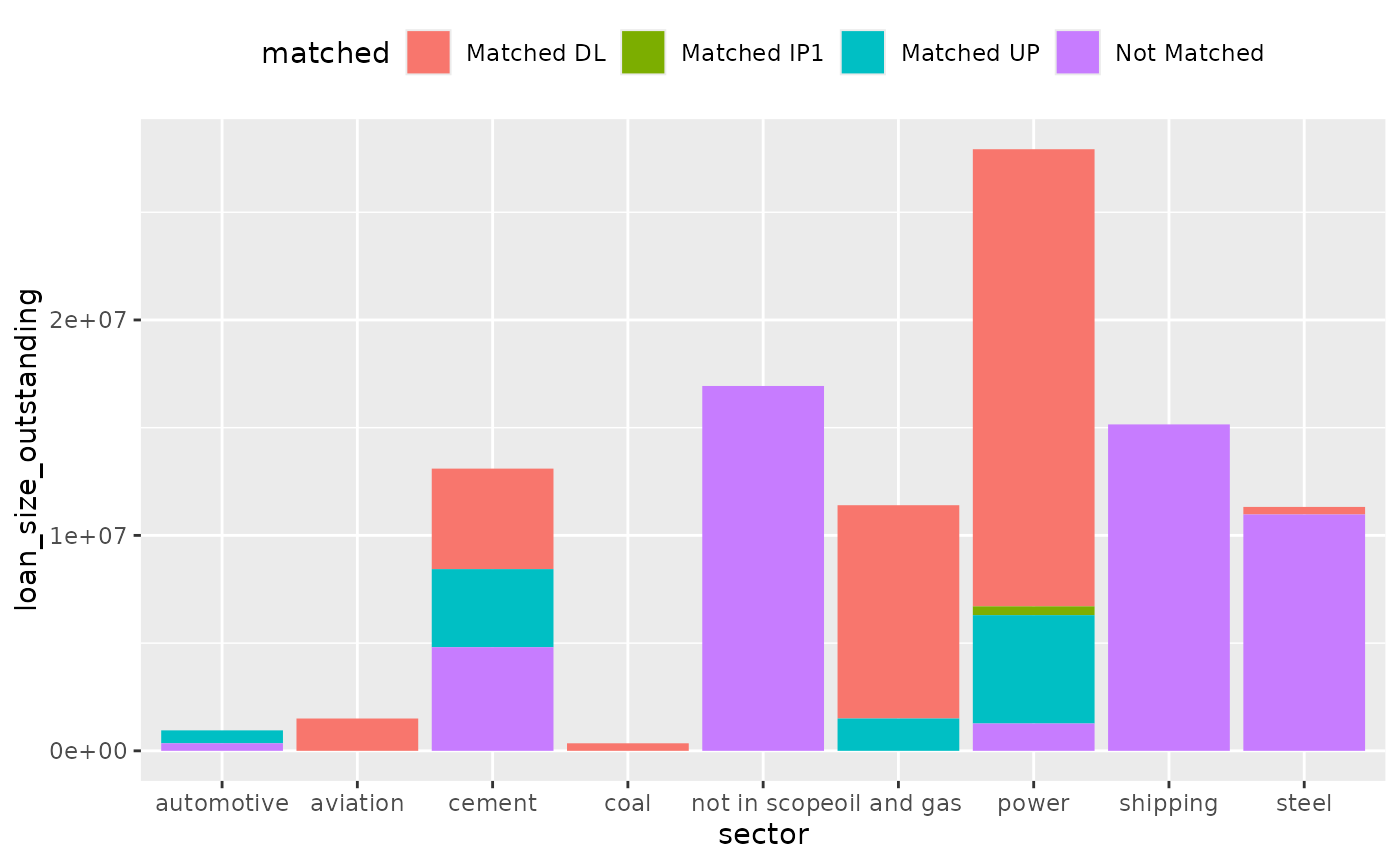 matched Matched DL Matched IP1 Matched UP Not Matched
loan_size_outstanding
2e+07
1e+07
0e+00
automotive aviation cement coal not in scope oil and gas power shipping steel
sector